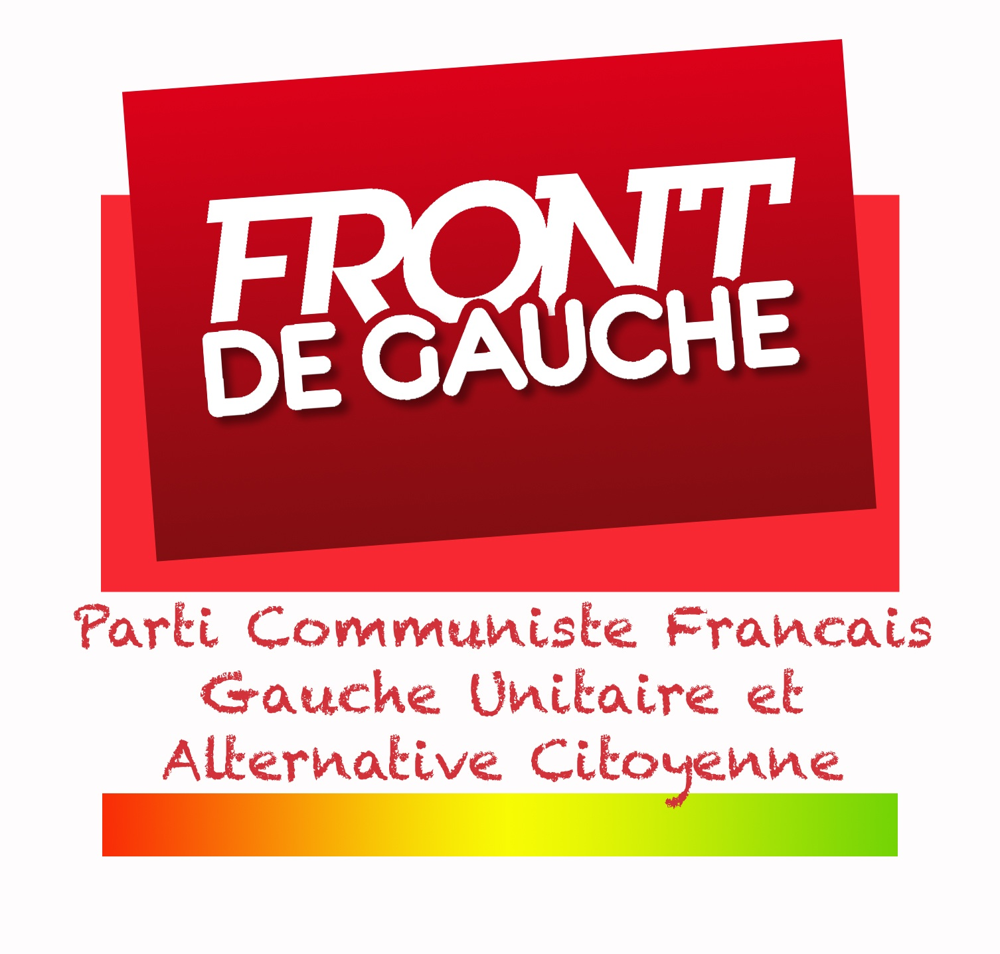 FRONT
DE GAUCHE
Parti Communiste Francais
Gauche Unitaire et
Alternative Citoyenne